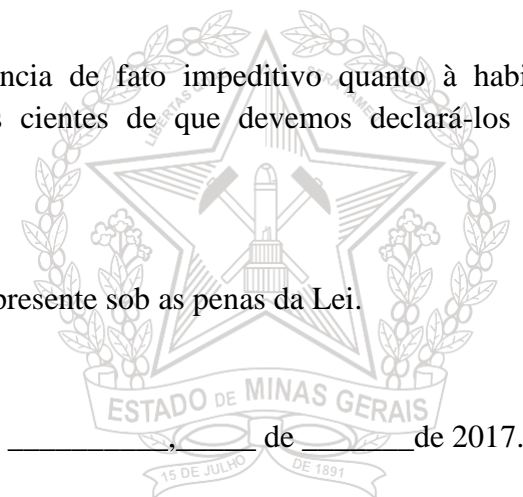 ncia de fato impeditivo quanto à habi
s cientes de que devemos declará-los
presente sob as penas da Lei.
ESTADO DE MINAS GERAIS
__________,_____ de _______de 2017.
15 DE JULHO DE 1891